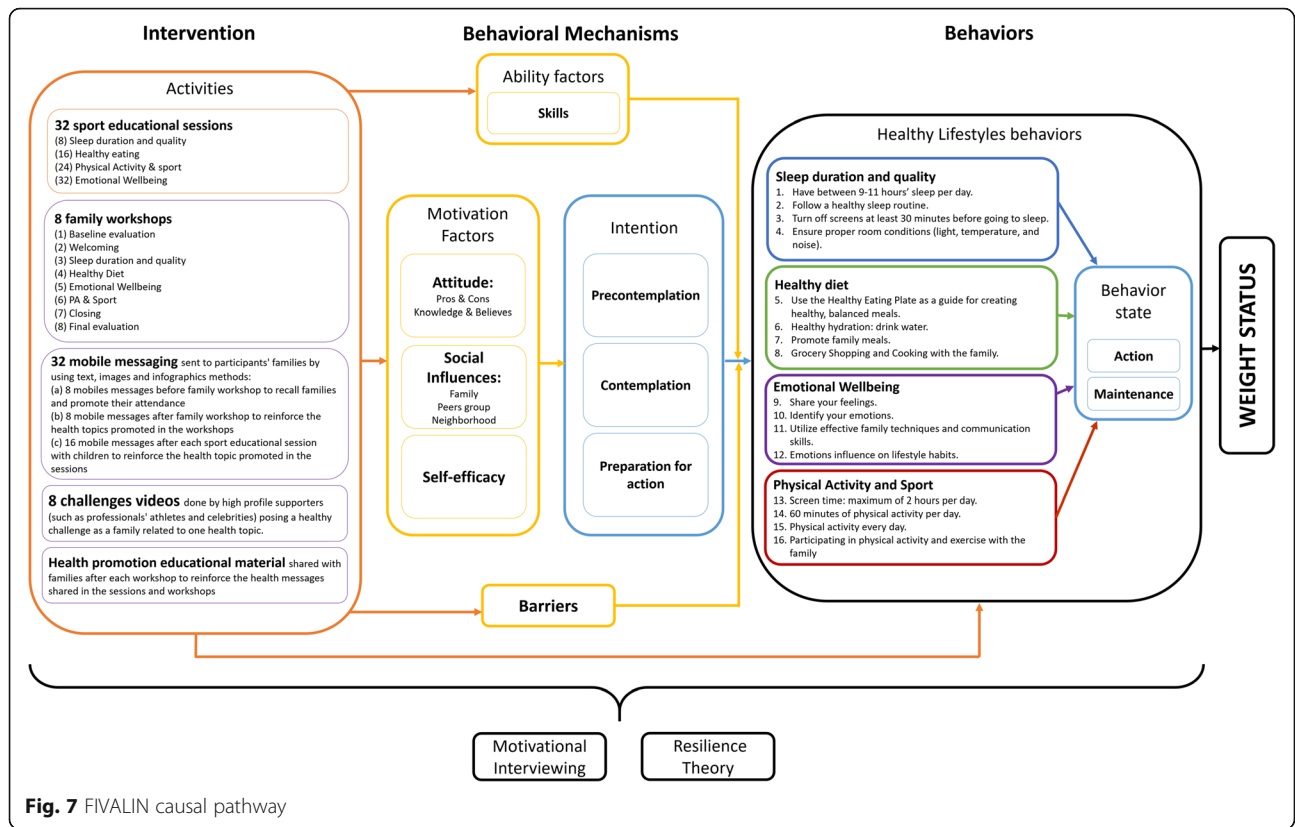 Intervention
Behavioral Mechanisms
Behaviors
Activities
32 sport educational sessions
(8) Sleep duration and quality
(16) Healthy eating
(24) Physical Activity & sport
(32) Emotional Wellbeing
8 family workshops
(1) Baseline evaluation
(2) Welcoming
(3) Sleep duration and quality
(4) Healthy Diet
(5) Emotional Wellbeing
(6) PA & Sport
(7) Closing
(8) Final evaluation
32 mobile messaging sent to participants' families by
using text, images and infographics methods:
(a) 8 mobiles messages before family workshop to recall families
and promote their attendance
(b) 8 mobile messages after family workshop to reinforce the
health topics promoted in the workshops
(c) 16 mobile messages after each sport educational session
with children to reinforce the health topic promoted in the
sessions
8 challenges videos done by high profile supporters
(such as professionals' athletes and celebrities) posing a healthy
challenge as a family related to one health topic.
Health promotion educational material shared with
families after each workshop to reinforce the health messages
shared in the sessions and workshops
Ability factors
Skills
Motivation
Factors
Attitude:
Pros & Cons
Knowledge & Believes
Social
Influences:
Family
Peers group
Neighborhood
Self-efficacy
Barriers
Intention
Precontemplation
Contemplation
Preparation for
action
Healthy Lifestyles behaviors
Sleep duration and quality
1. Have between 9-11 hours' sleep per day.
2. Follow a healthy sleep routine.
3. Turn off screens at least 30 minutes before going to sleep.
4. Ensure proper room conditions (light, temperature, and
noise).
Healthy diet
5. Use the Healthy Eating Plate as a guide for creating
healthy, balanced meals.
6. Healthy hydration: drink water.
7. Promote family meals.
8. Grocery Shopping and Cooking with the family.
Emotional Wellbeing
9. Share your feelings.
10. Identify your emotions.
11. Utilize effective family techniques and communication
skills.
12. Emotions influence on lifestyle habits.
Physical Activity and Sport
13. Screen time: maximum of 2 hours per day.
14. 60 minutes of physical activity per day.
15. Physical activity every day.
16. Participating in physical activity and exercise with the
family
Behavior
state
Action
Maintenance
WEIGHT STATUS
Motivational
Interviewing
Resilience
Theory
Fig. 7 FIVALIN causal pathway